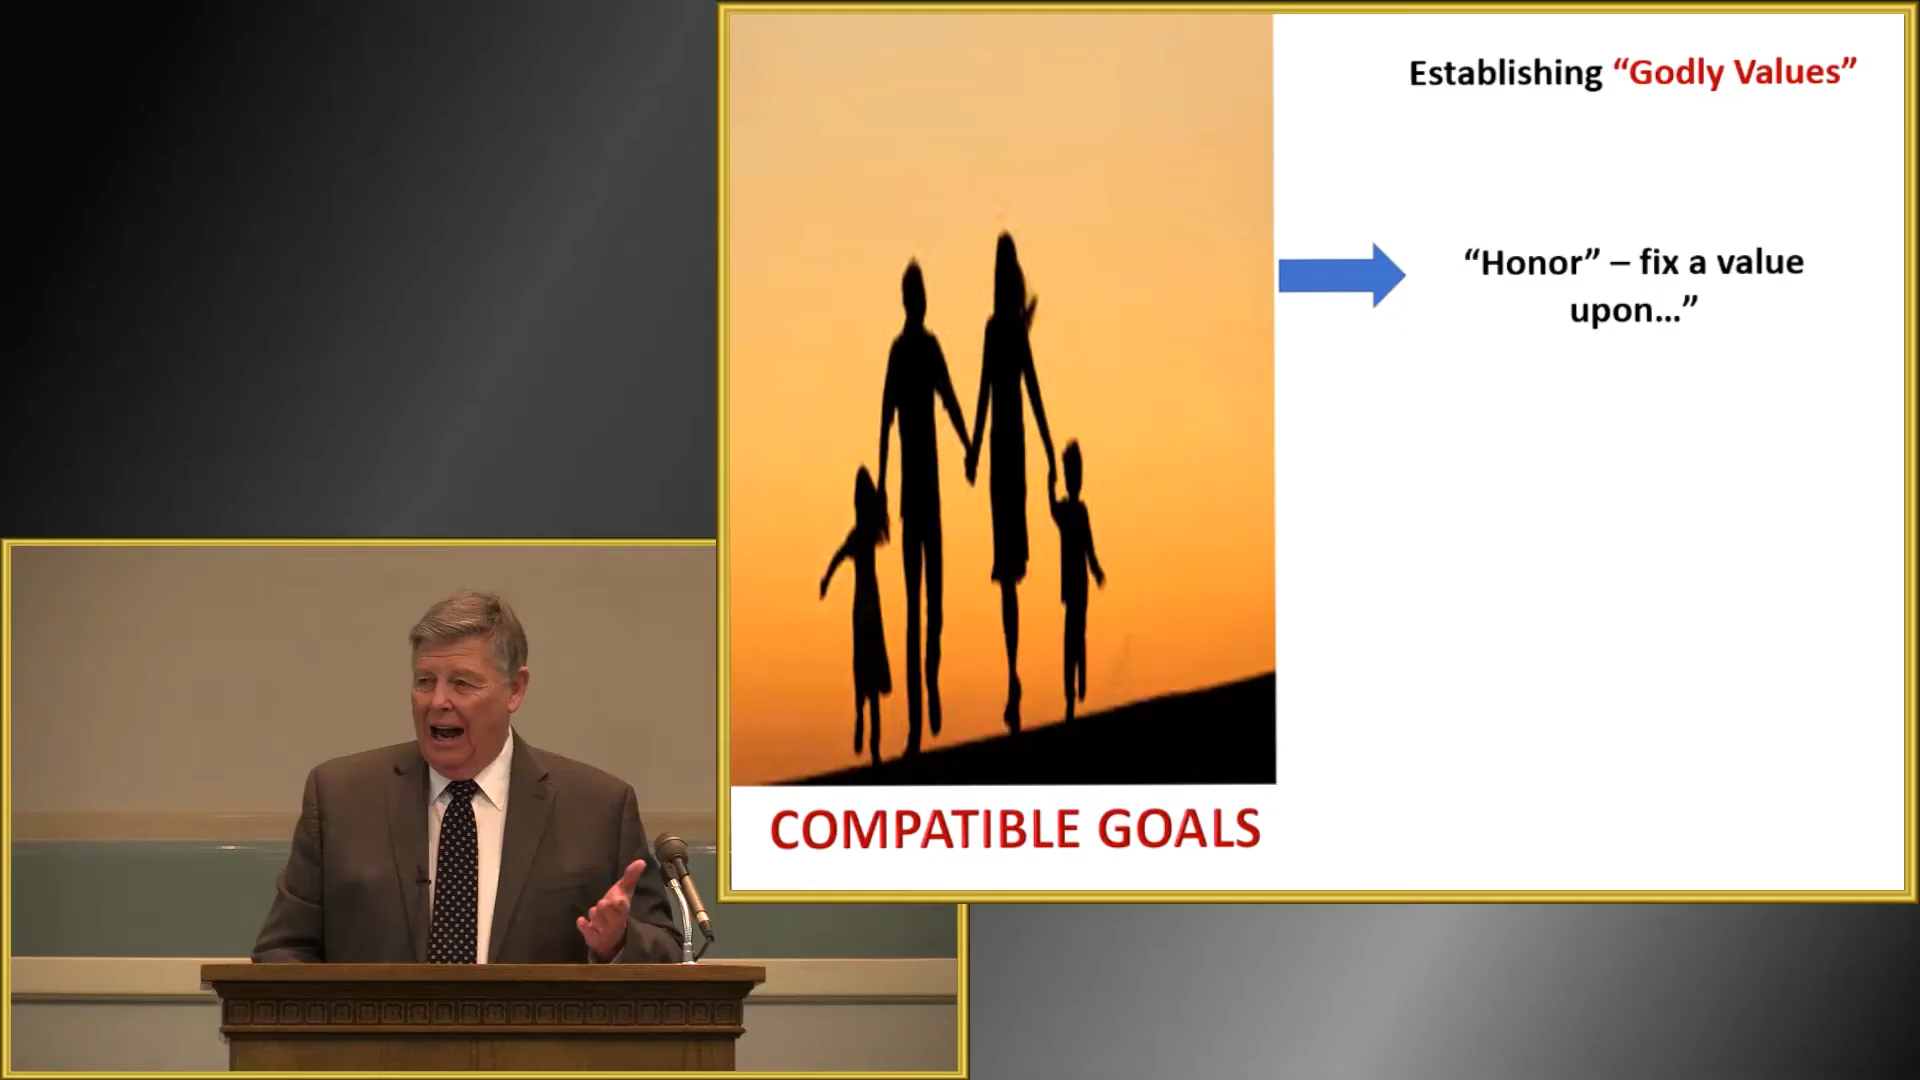 Establishing “Godly Values”
“Honor” – fix a value
upon...”
COMPATIBLE GOALS